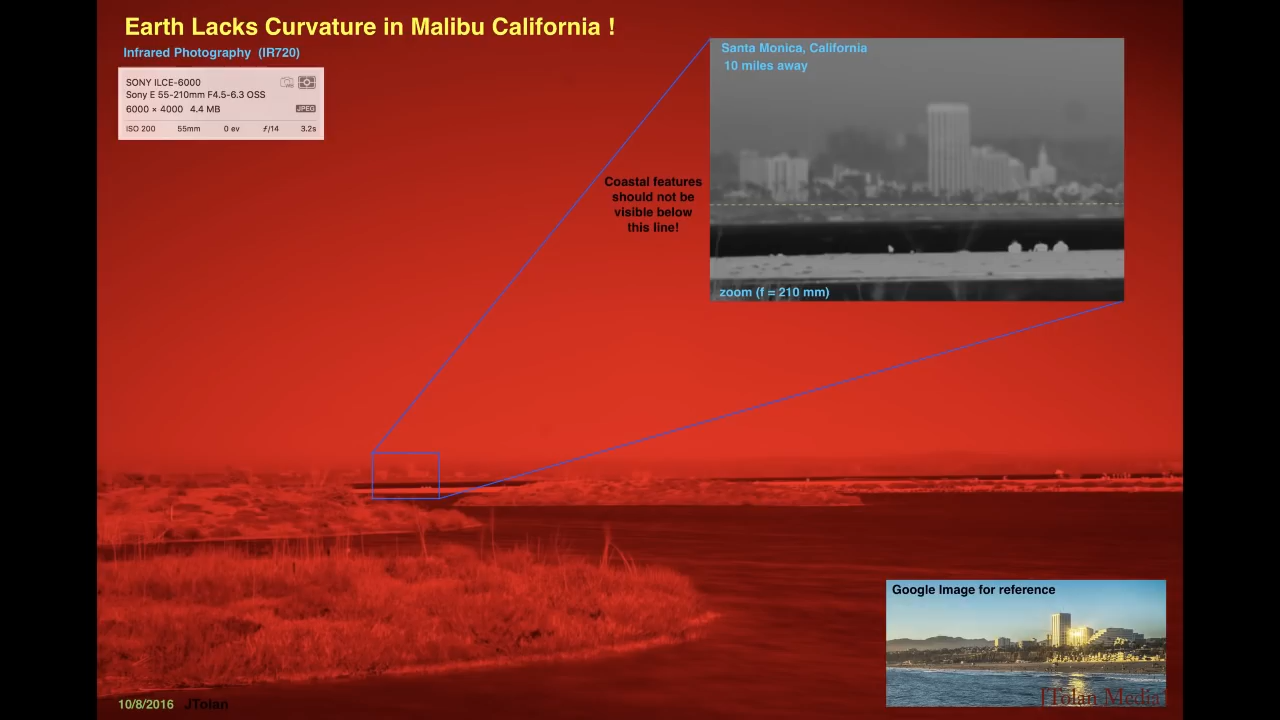 Earth Lacks Curvature in Malibu California !
Infrared Photography (IR720)
SONY ILCE-6000
Sony E 55-210mm F4.5-6.3 OSS
6000 × 4000 4.4 MB
JPEG
ISO 200 55mm 0 ev ƒ/14 3.2s
Santa Monica, California
10 miles away
Coastal features
should not be
visible below
this line!
zoom (f = 210 mm)
Google Image for reference
JTolan Media
10/8/2016 JTolan